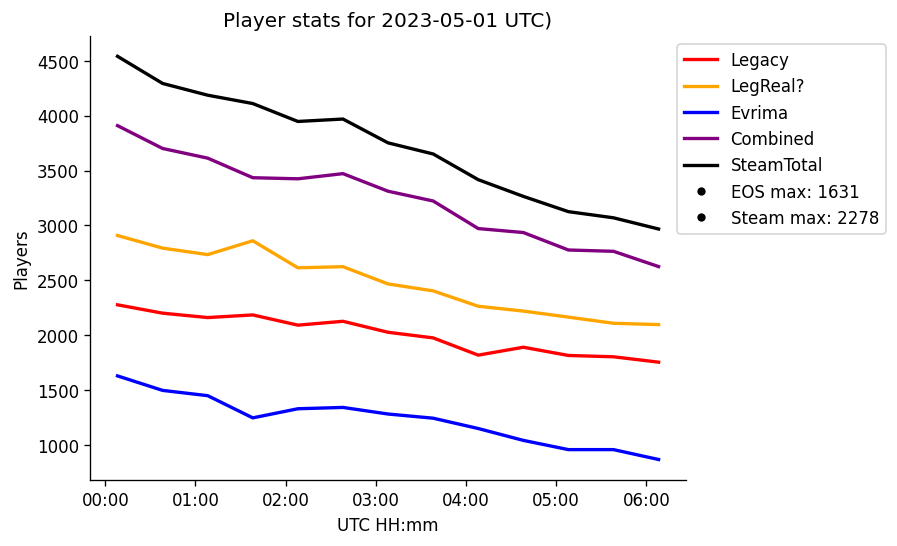 Player stats for 2023-05-01 UTC)
Players
4500
4000
3500
3000
2500
2000
1500
1000
00:00 01:00 02:00 03:00 04:00 05:00 06:00
UTC HH:mm
Legacy
LegReal?
Evrima
Combined
SteamTotal
EOS max: 1631
Steam max: 2278